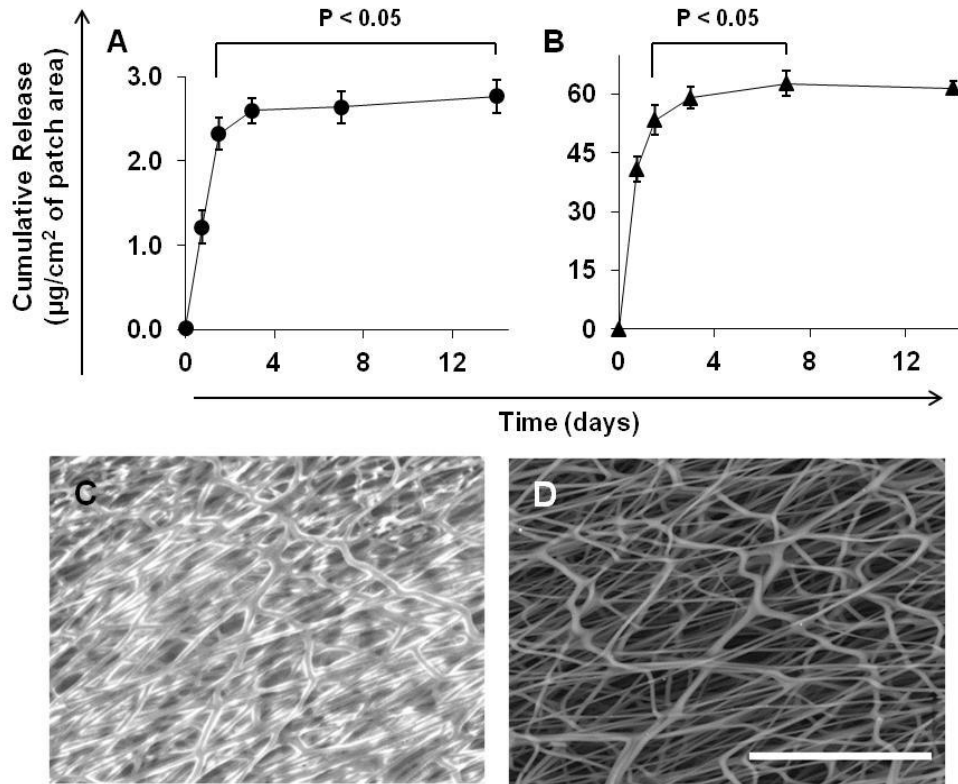 P < 0.05
P < 0.05
A
B
Cumulative Release
(µg/cm² of patch area)
3.0
2.0
1.0
0.0
60
45
30
15
0
0 4 8 12
0 4 8 12
Time (days)
C
D